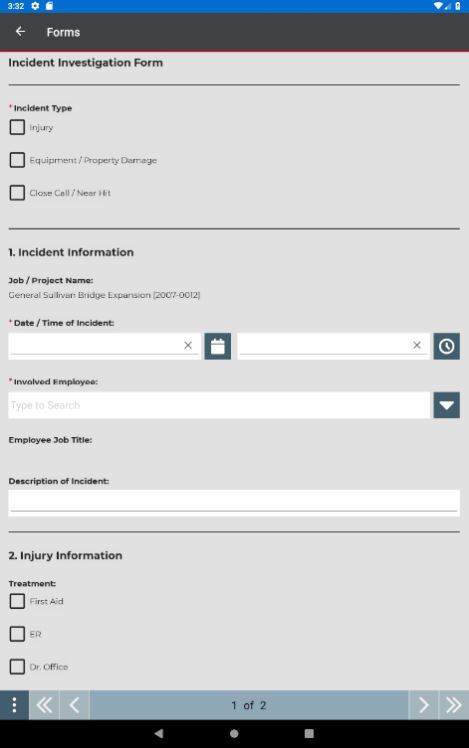 3:32
Forms
Incident Investigation Form
* Incident Type
Injury
Equipment / Property Damage
Close Call / Near Hit
1. Incident Information
Job / Project Name:
General Sullivan Bridge Expansion [2007-0012]
* Date / Time of Incident:
* Involved Employee:
Type to Search
Employee Job Title:
Description of Incident:
2. Injury Information
Treatment:
First Aid
ER
Dr. Office
1 of 2